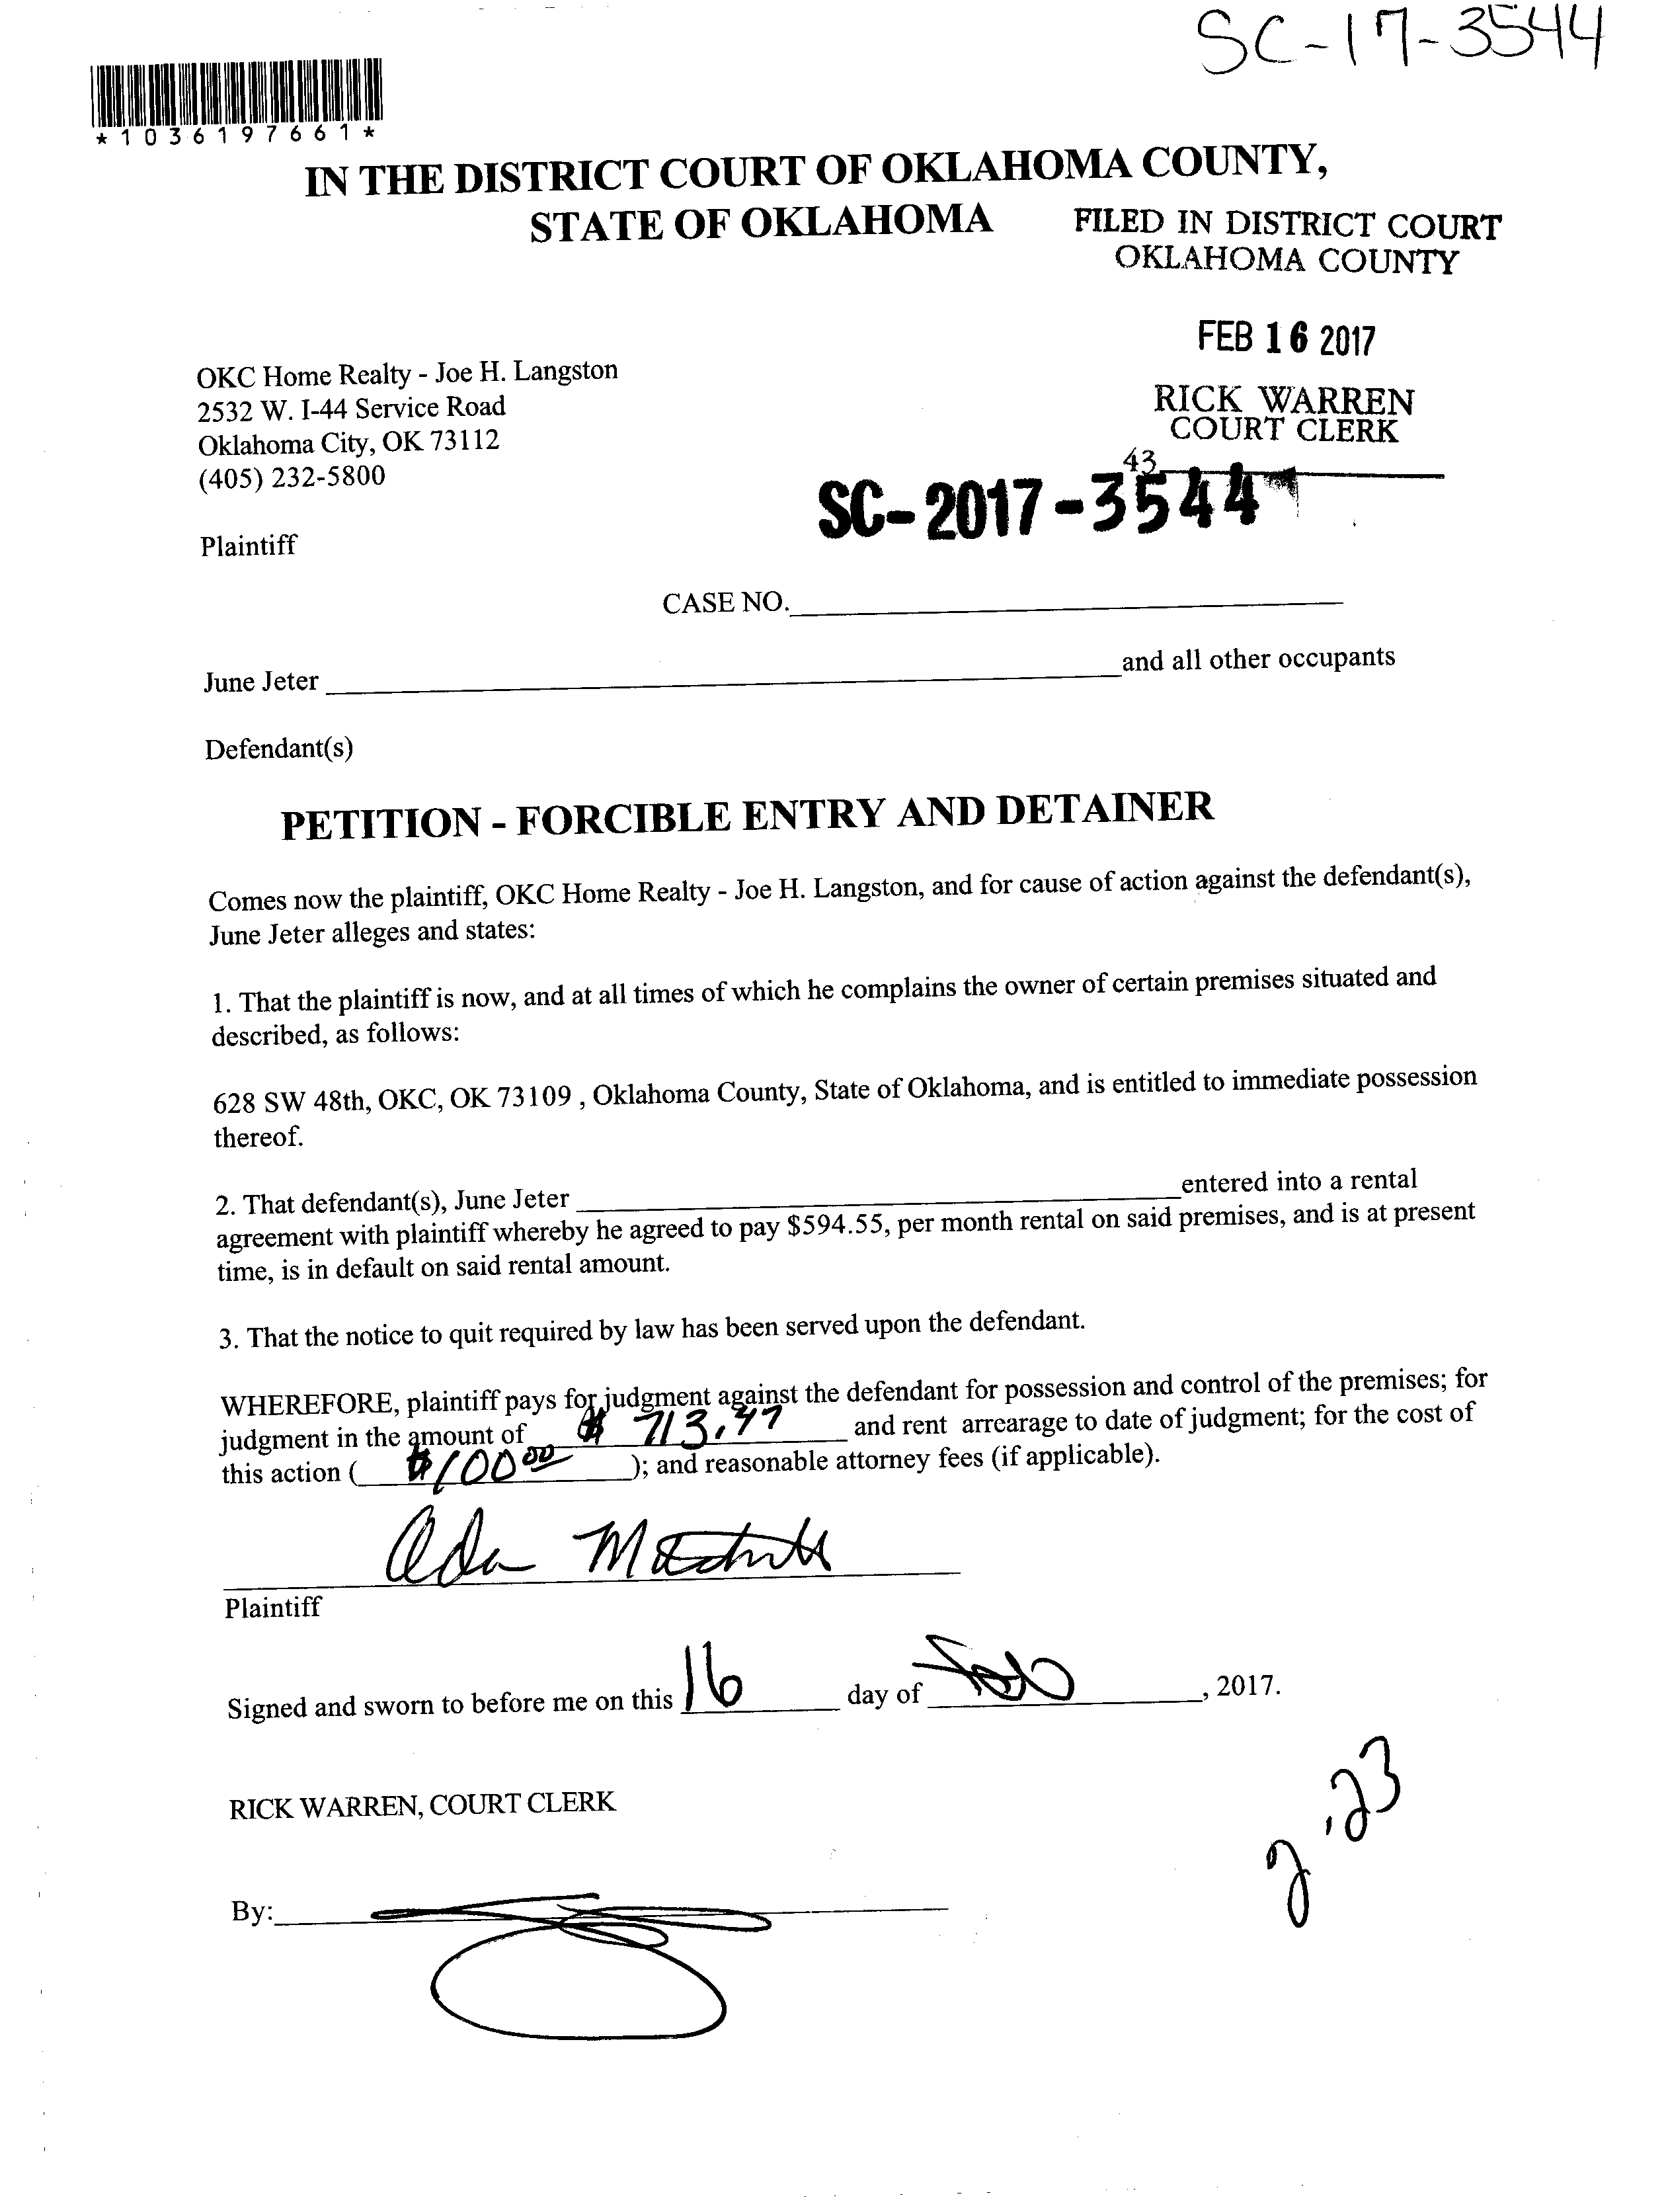 SC-17-3544
*1036197661*
IN THE DISTRICT COURT OF OKLAHOMA COUNTY,
STATE OF OKLAHOMA
FILED IN DISTRICT COURT
OKLAHOMA COUNTY
FEB 16 2017
RICK WARREN
COURT CLERK
43
OKC Home Realty - Joe H. Langston
2532 W. I-44 Service Road
Oklahoma City, OK 73112
(405) 232-5800
SC-2017-3544
Plaintiff
CASE NO.
June Jeter and all other occupants
Defendant(s)
PETITION - FORCIBLE ENTRY AND DETAINER
Comes now the plaintiff, OKC Home Realty - Joe H. Langston, and for cause of action against the defendant(s),
June Jeter alleges and states:
1. That the plaintiff is now, and at all times of which he complains the owner of certain premises situated and
described, as follows:
628 SW 48th, OKC, OK 73109 , Oklahoma County, State of Oklahoma, and is entitled to immediate possession
thereof.
2. That defendant(s), June Jeter entered into a rental
agreement with plaintiff whereby he agreed to pay $594.55, per month rental on said premises, and is at present
time, is in default on said rental amount.
3. That the notice to quit required by law has been served upon the defendant.
WHEREFORE, plaintiff pays for judgment against the defendant for possession and control of the premises; for
judgment in the amount of $ 713.47 and rent arrearage to date of judgment; for the cost of
this action ( $100.00 ); and reasonable attorney fees (if applicable).
Plaintiff
Signed and sworn to before me on this 16 day of Feb , 2017.
RICK WARREN, COURT CLERK
2.23
By: